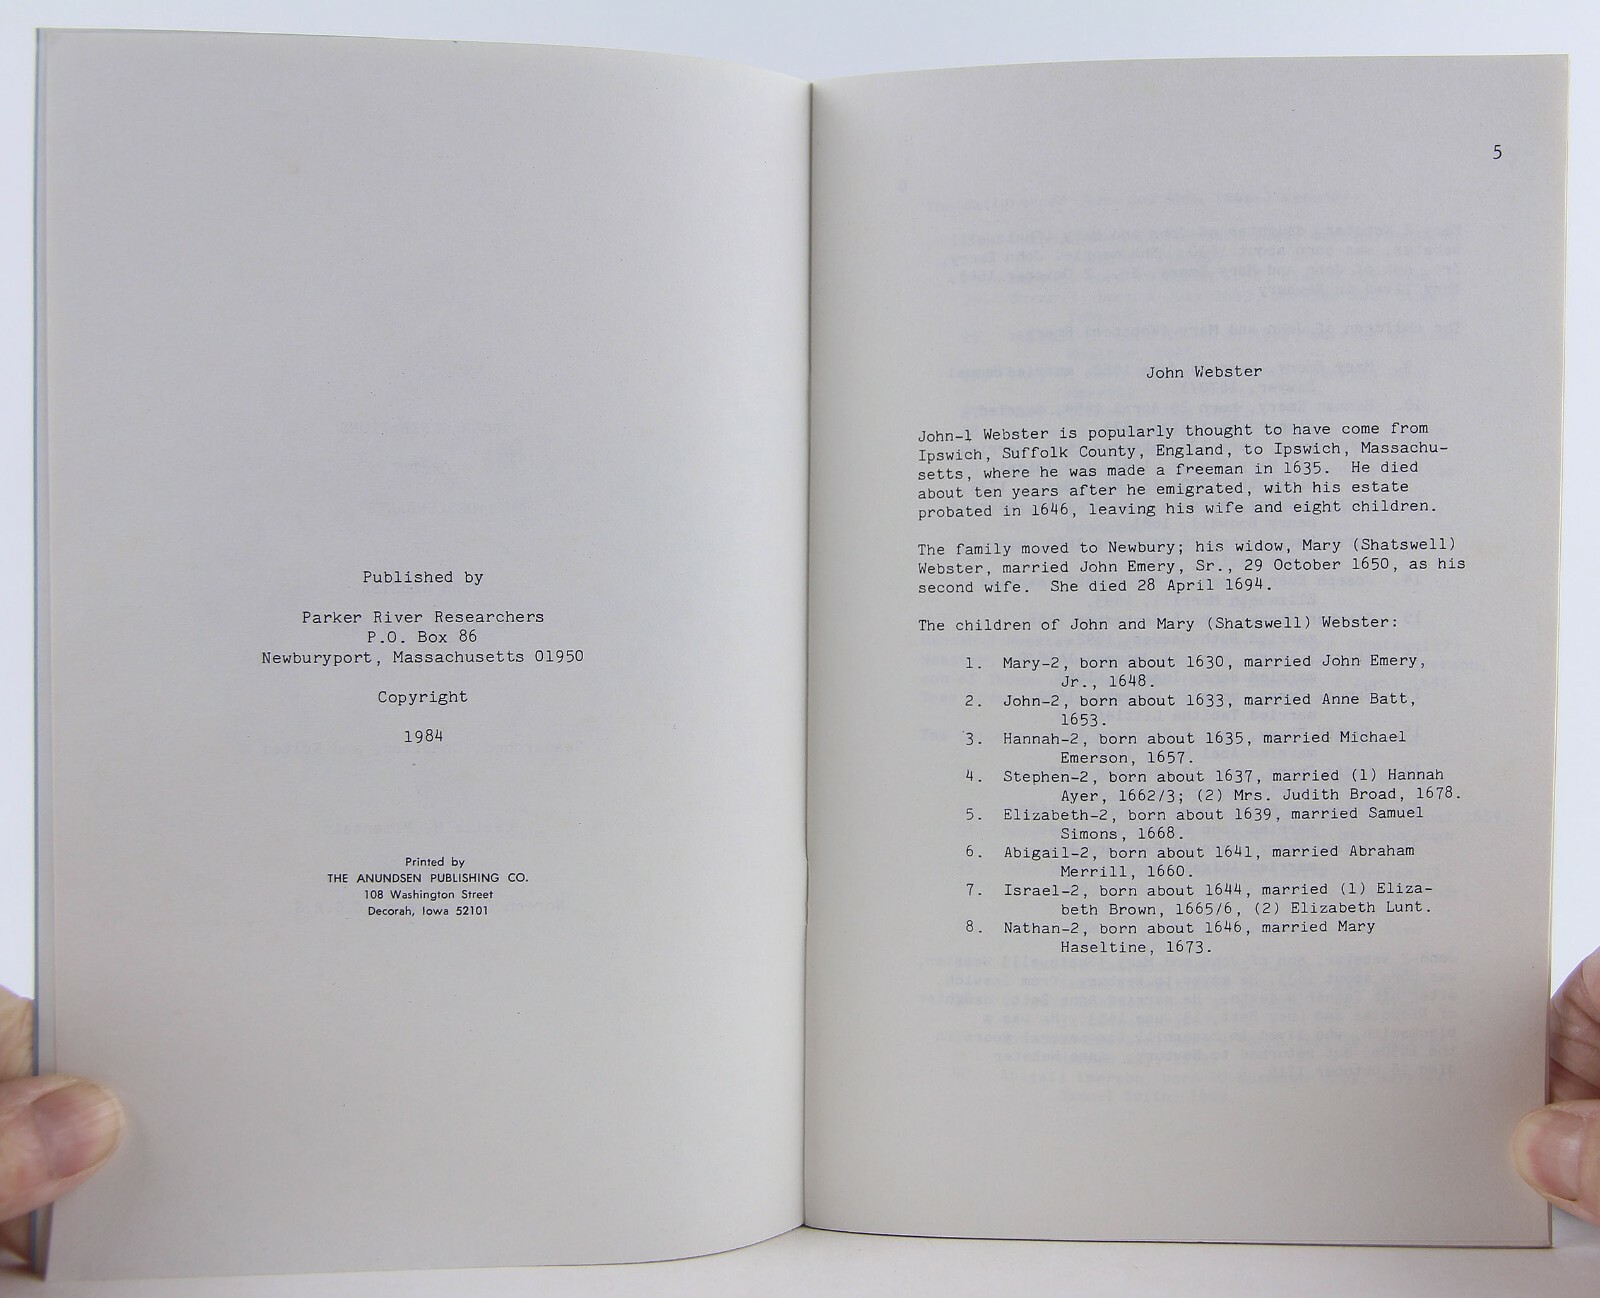 Published by
Parker River Researchers
P.O. Box 86
Newburyport, Massachusetts 01950
Copyright
1984
Printed by
THE ANUNDSEN PUBLISHING CO.
108 Washington Street
Decorah, Iowa 52101
5
John Webster
John-1 Webster is popularly thought to have come from
Ipswich, Suffolk County, England, to Ipswich, Massachu-
setts, where he was made a freeman in 1635. He died
about ten years after he emigrated, with his estate
probated in 1646, leaving his wife and eight children.
The family moved to Newbury; his widow, Mary (Shatswell)
Webster, married John Emery, Sr., 29 October 1650, as his
second wife. She died 28 April 1694.
The children of John and Mary (Shatswell) Webster:
1. Mary-2, born about 1630, married John Emery,
Jr., 1648.
2. John-2, born about 1633, married Anne Batt,
1653.
3. Hannah-2, born about 1635, married Michael
Emerson, 1657.
4. Stephen-2, born about 1637, married (1) Hannah
Ayer, 1662/3; (2) Mrs. Judith Broad, 1678.
5. Elizabeth-2, born about 1639, married Samuel
Simons, 1668.
6. Abigail-2, born about 1641, married Abraham
Merrill, 1660.
7. Israel-2, born about 1644, married (1) Eliza-
beth Brown, 1665/6, (2) Elizabeth Lunt.
8. Nathan-2, born about 1646, married Mary
Haseltine, 1673.